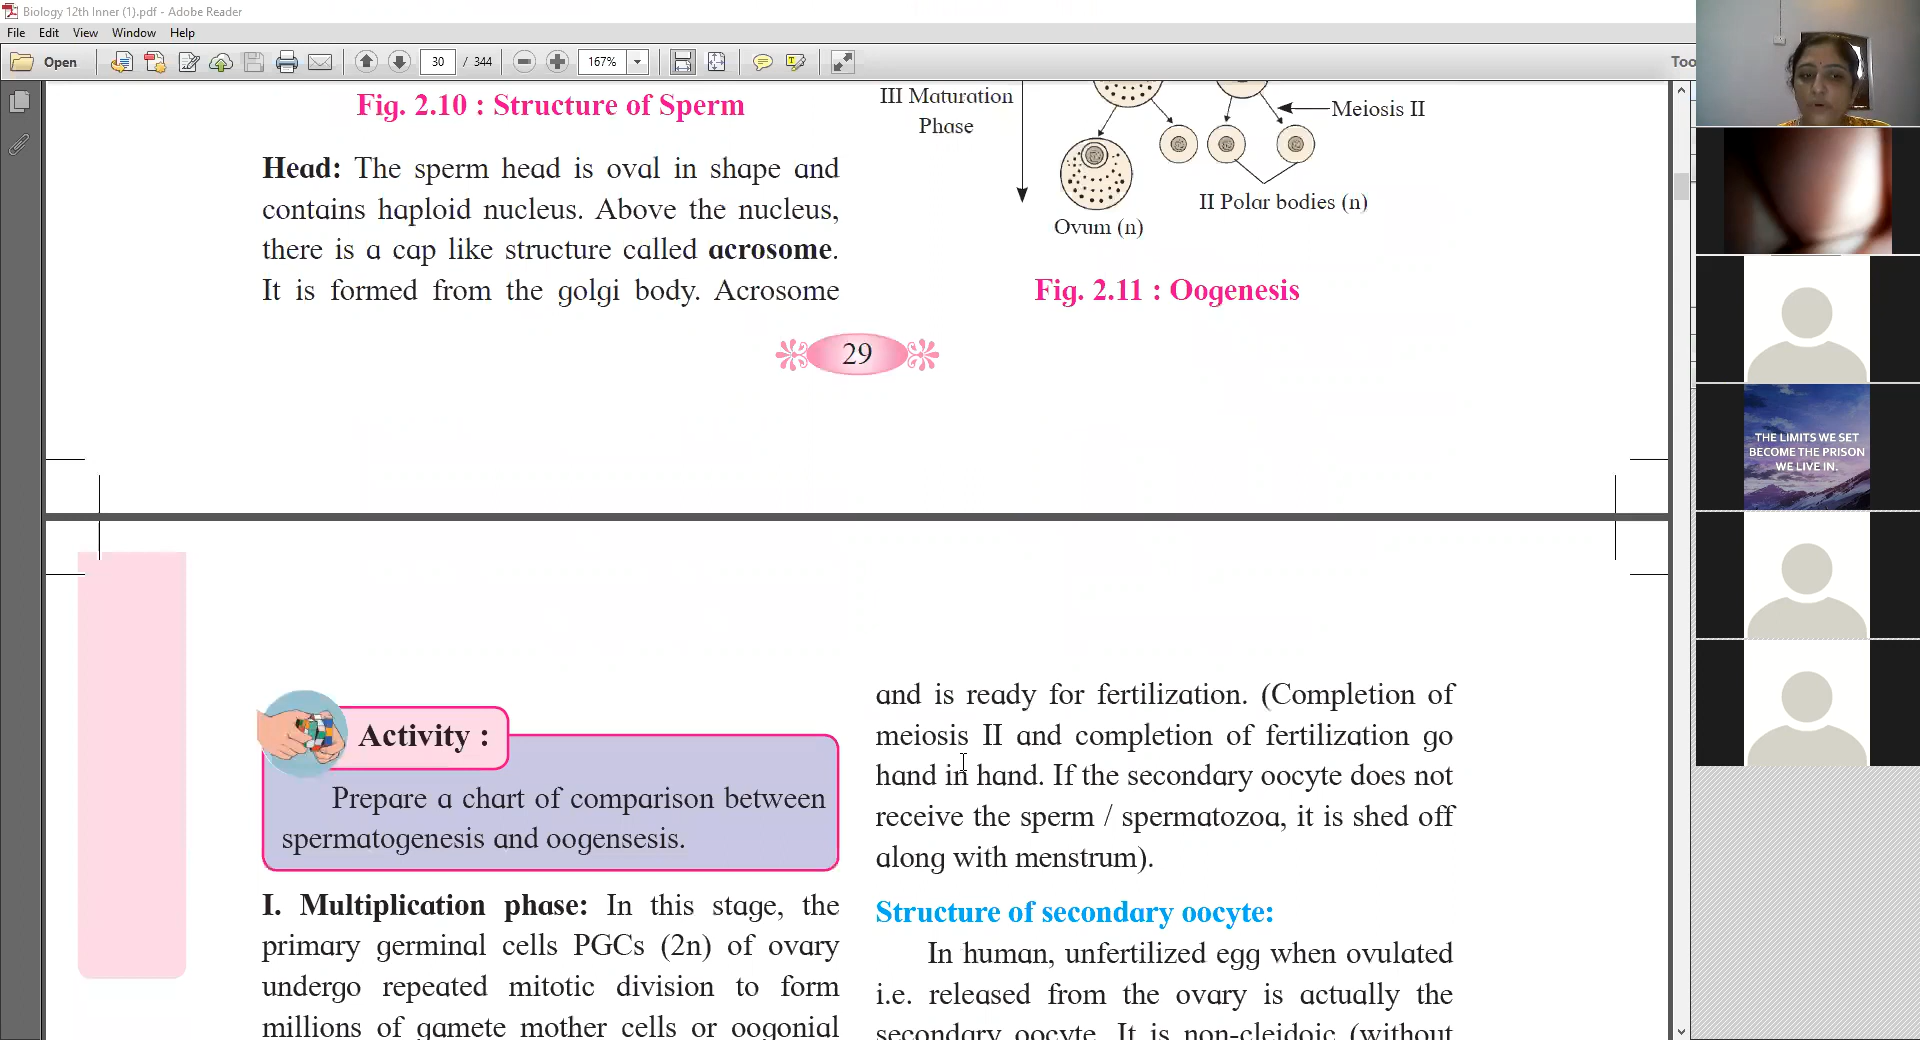 Biology 12th Inner (1).pdf - Adobe Reader
File Edit View Window Help
Open
30 / 344
167%
Too
Fig. 2.10 : Structure of Sperm
Head: The sperm head is oval in shape and
contains haploid nucleus. Above the nucleus,
there is a cap like structure called acrosome.
It is formed from the golgi body. Acrosome
III Maturation
Phase
Meiosis II
II Polar bodies (n)
Ovum (n)
Fig. 2.11 : Oogenesis
29
Activity :
Prepare a chart of comparison between
spermatogenesis and oogensesis.
I. Multiplication phase: In this stage, the
primary germinal cells PGCs (2n) of ovary
undergo repeated mitotic division to form
millions of gamete mother cells or oogonial
and is ready for fertilization. (Completion of
meiosis II and completion of fertilization go
hand in hand. If the secondary oocyte does not
receive the sperm / spermatozoa, it is shed off
along with menstrum).
Structure of secondary oocyte:
In human, unfertilized egg when ovulated
i.e. released from the ovary is actually the
secondary oocyte. It is non-cleidoic (without
THE LIMITS WE SET
BECOME THE PRISON
WE LIVE IN.